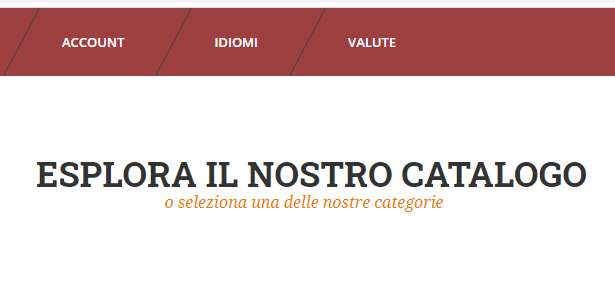 ACCOUNT IDIOMI VALUTE
ESPLORA IL NOSTRO CATALOGO
o seleziona una delle nostre categorie